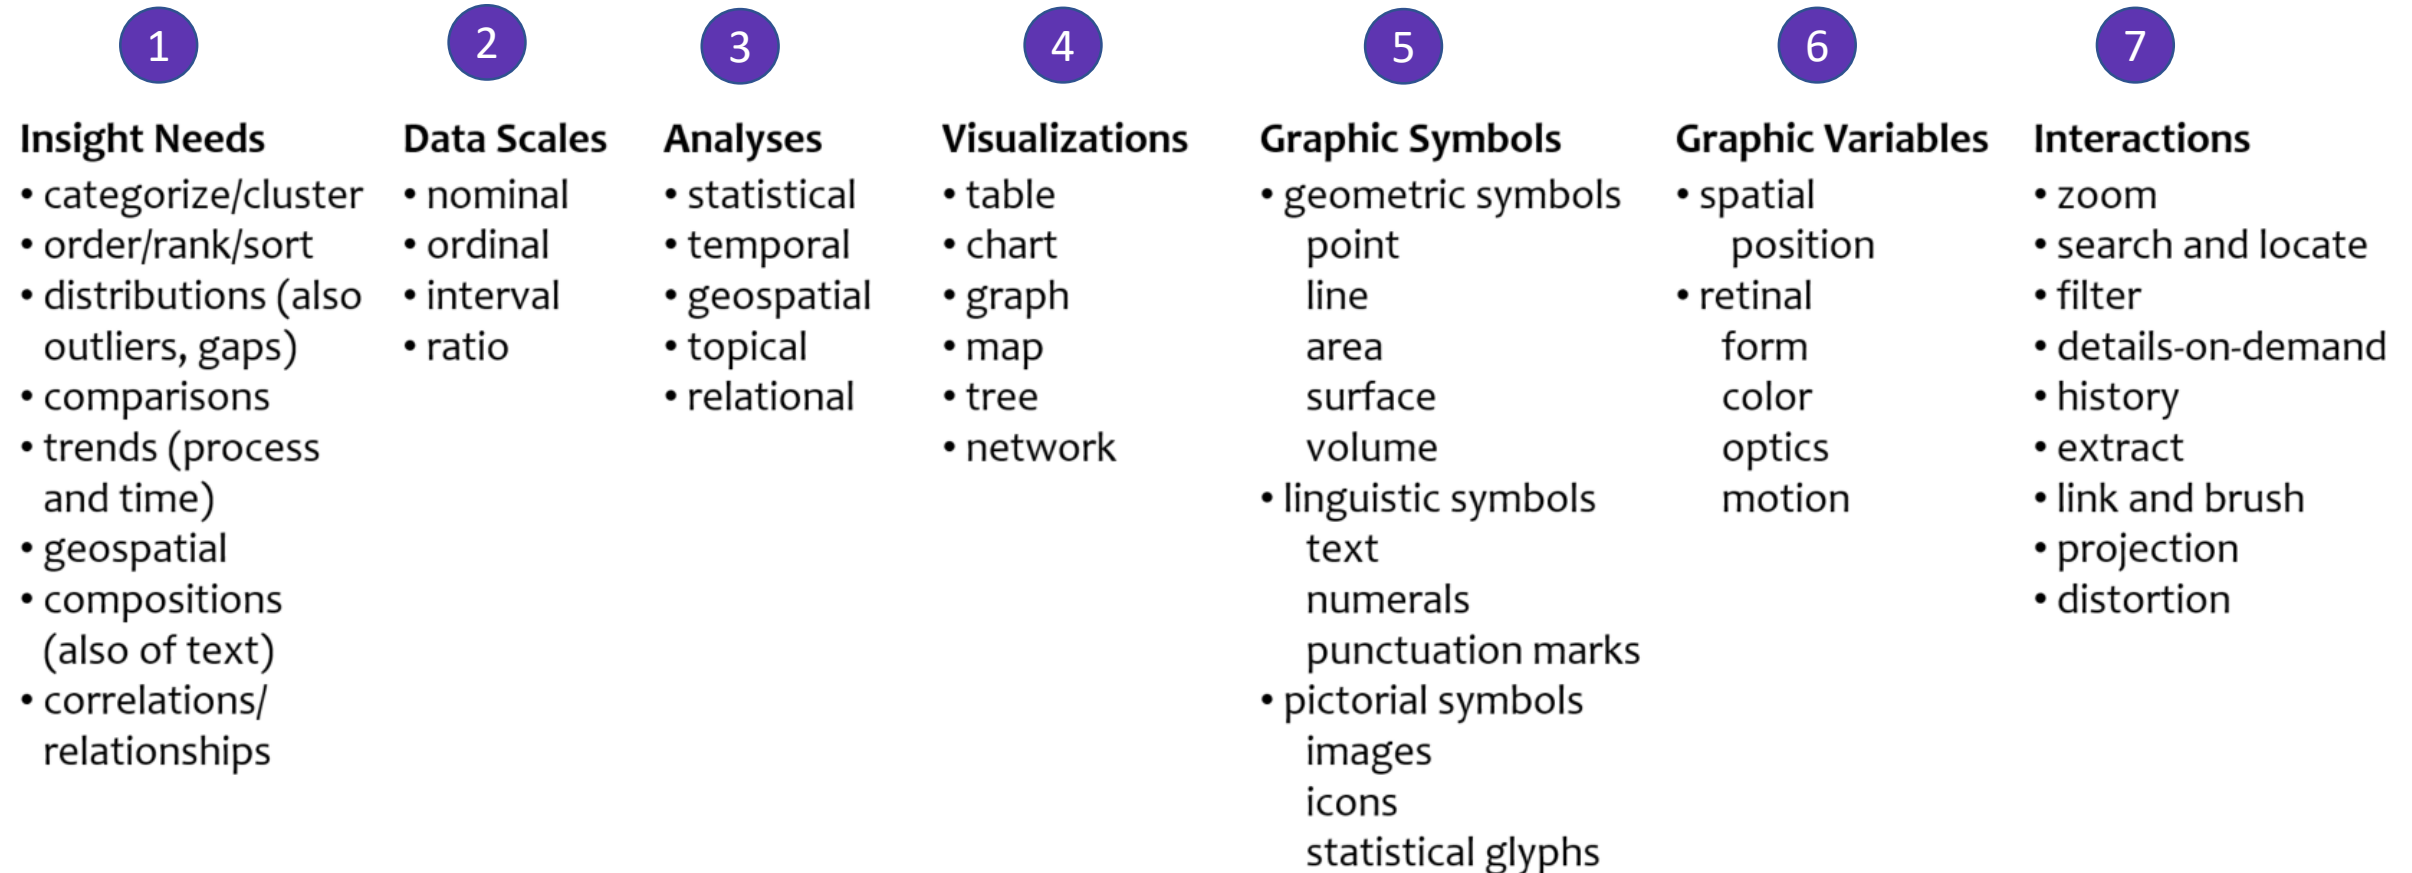 1
2
3
4
5
6
7
Insight Needs
• categorize/cluster
• order/rank/sort
• distributions (also
outliers, gaps)
• comparisons
• trends (process
and time)
• geospatial
• compositions
(also of text)
• correlations/
relationships
Data Scales
• nominal
• ordinal
• interval
• ratio
Analyses
• statistical
• temporal
• geospatial
• topical
• relational
Visualizations
• table
• chart
• graph
• map
• tree
• network
Graphic Symbols
• geometric symbols
point
line
area
surface
volume
• linguistic symbols
text
numerals
punctuation marks
• pictorial symbols
images
icons
statistical glyphs
Graphic Variables
• spatial
position
• retinal
form
color
optics
motion
Interactions
• zoom
• search and locate
• filter
• details-on-demand
• history
• extract
• link and brush
• projection
• distortion